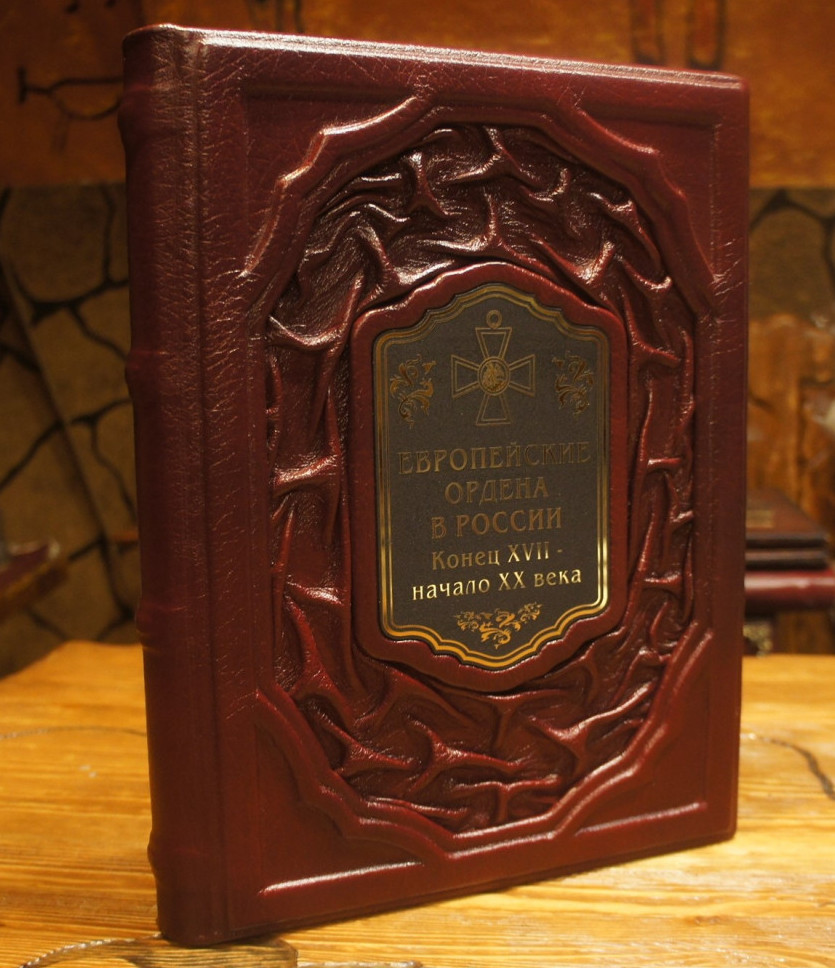 ЕВРОПЕЙСКИЕ
ОРДЕНА
В РОССИИ
Конец XVII -
начало XX века